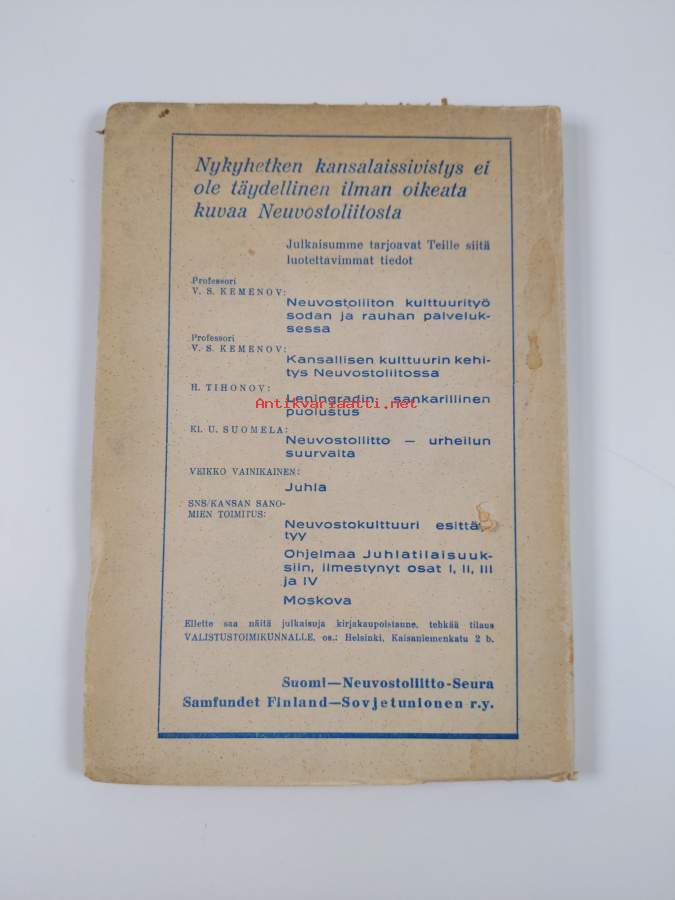 Nykyhetken kansalaissivistys ei
ole täydellinen ilman oikeata
kuvaa Neuvostoliitosta
Julkaisumme tarjoavat Teille siitä
luotettavimmat tiedot
Professori
V. S. KEMENOV:
Neuvostoliiton kulttuurityö
sodan ja rauhan palveluk-
sessa
Professori
V. S. KEMENOV:
Kansallisen kulttuurin kehi-
tys Neuvostoliitossa
H. TIHONOV:
Leningradin sankarillinen
Antikvariaatti.net
puolustus
Kl. U. SUOMELA:
Neuvostoliitto — urheilun
suurvalta
VEIKKO VAINIKAINEN:
Juhla
SNS/KANSAN SANO-
MIEN TOIMITUS:
Neuvostokulttuuri esittäy-
tyy
Ohjelmaa Juhlatilaisuuk-
siin, ilmestynyt osat I, II, III
ja IV
Moskova
Ellette saa näitä julkaisuja kirjakaupoistanne, tehkää tilaus
VALISTUSTOIMIKUNNALLE, os.: Helsinki, Kaisaniemenkatu 2 b.
Suomi—Neuvostoliitto-Seura
Samfundet Finland—Sovjetunionen r.y.